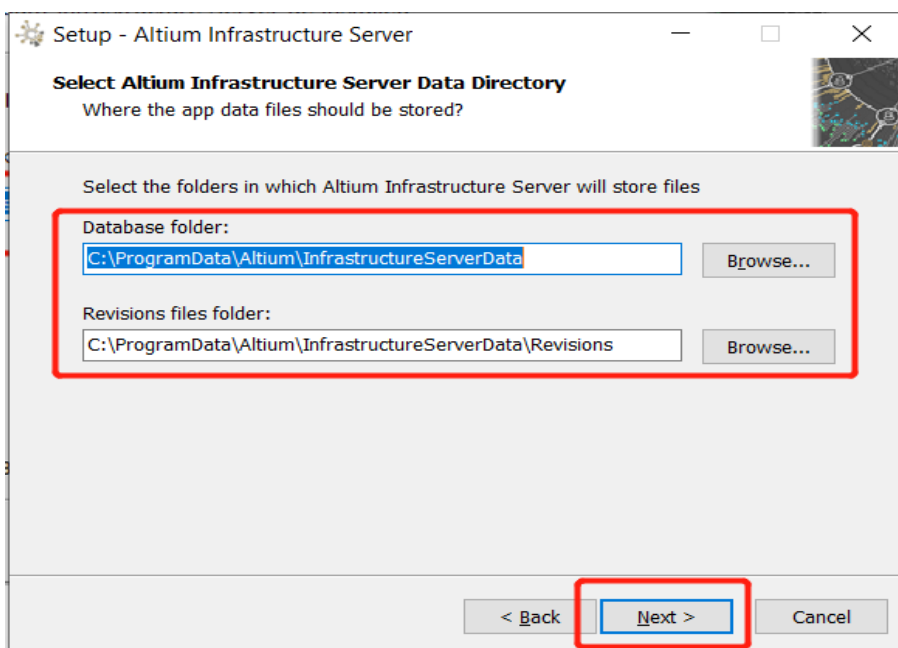 Setup - Altium Infrastructure Server
Select Altium Infrastructure Server Data Directory
Where the app data files should be stored?
Select the folders in which Altium Infrastructure Server will store files
Database folder:
C:\ProgramData\Altium\InfrastructureServerData
Browse...
Revisions files folder:
C:\ProgramData\Altium\InfrastructureServerData\Revisions
Browse...
< Back
Next >
Cancel